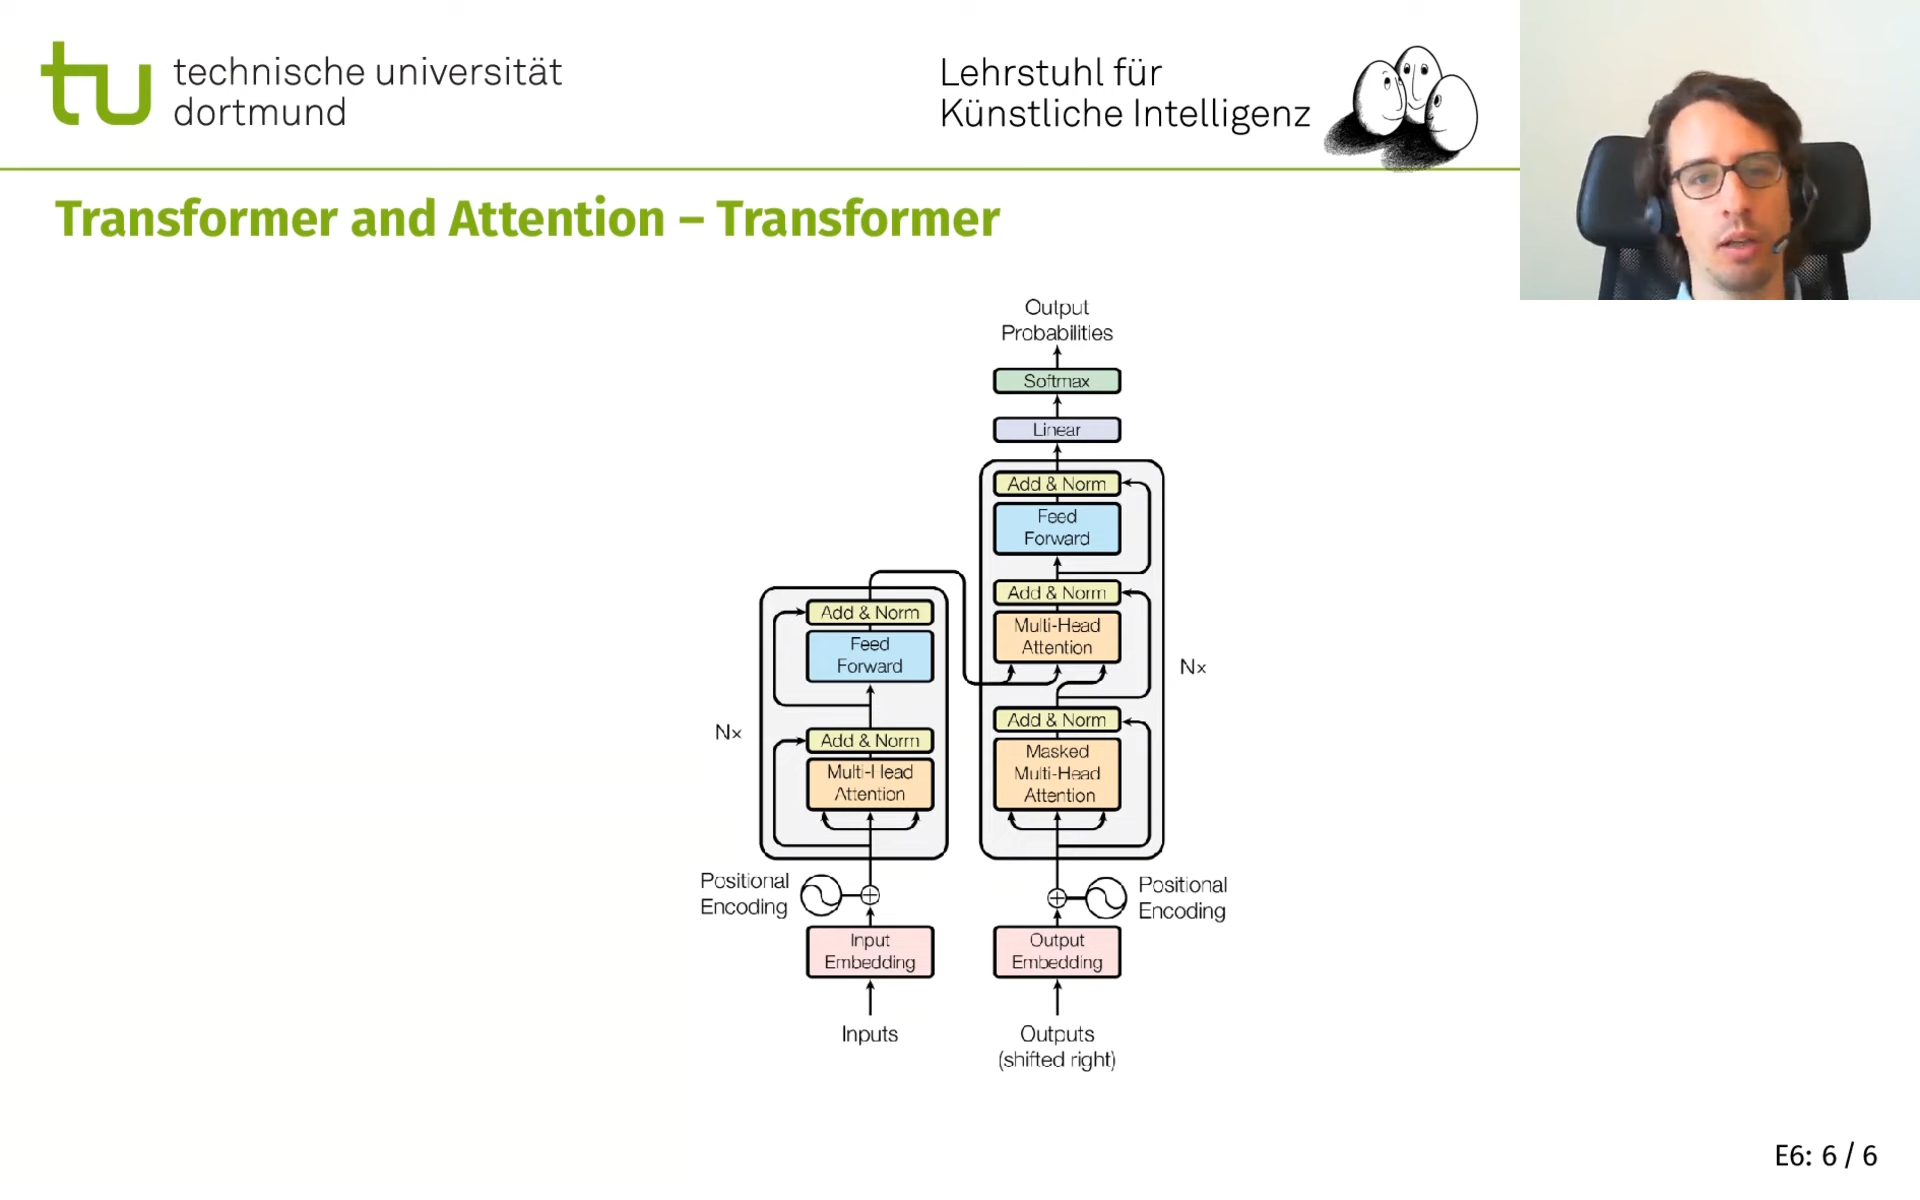 technische universität
dortmund
Lehrstuhl für
Künstliche Intelligenz
Transformer and Attention – Transformer
Output
Probabilities
Softmax
Linear
Add & Norm
Feed
Forward
Add & Norm
Multi-Head
Attention
Add & Norm
Masked
Multi-Head
Attention
Nx
Add & Norm
Feed
Forward
Add & Norm
Multi-Head
Attention
Nx
Positional
Encoding
Positional
Encoding
Input
Embedding
Output
Embedding
Inputs
Outputs
(shifted right)
E6: 6 / 6